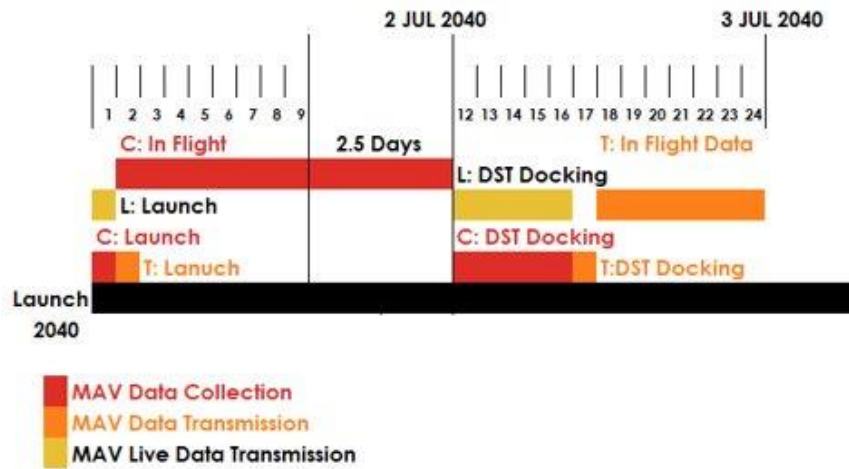 2 JUL 2040 3 JUL 2040
1 2 3 4 5 6 7 8 9 12 13 14 15 16 17 18 19 20 21 22 23 24
C: In Flight 2.5 Days T: In Flight Data
L: DST Docking
L: Launch
C: Launch C: DST Docking
T: Lanuch T:DST Docking
Launch
2040
MAV Data Collection
MAV Data Transmission
MAV Live Data Transmission